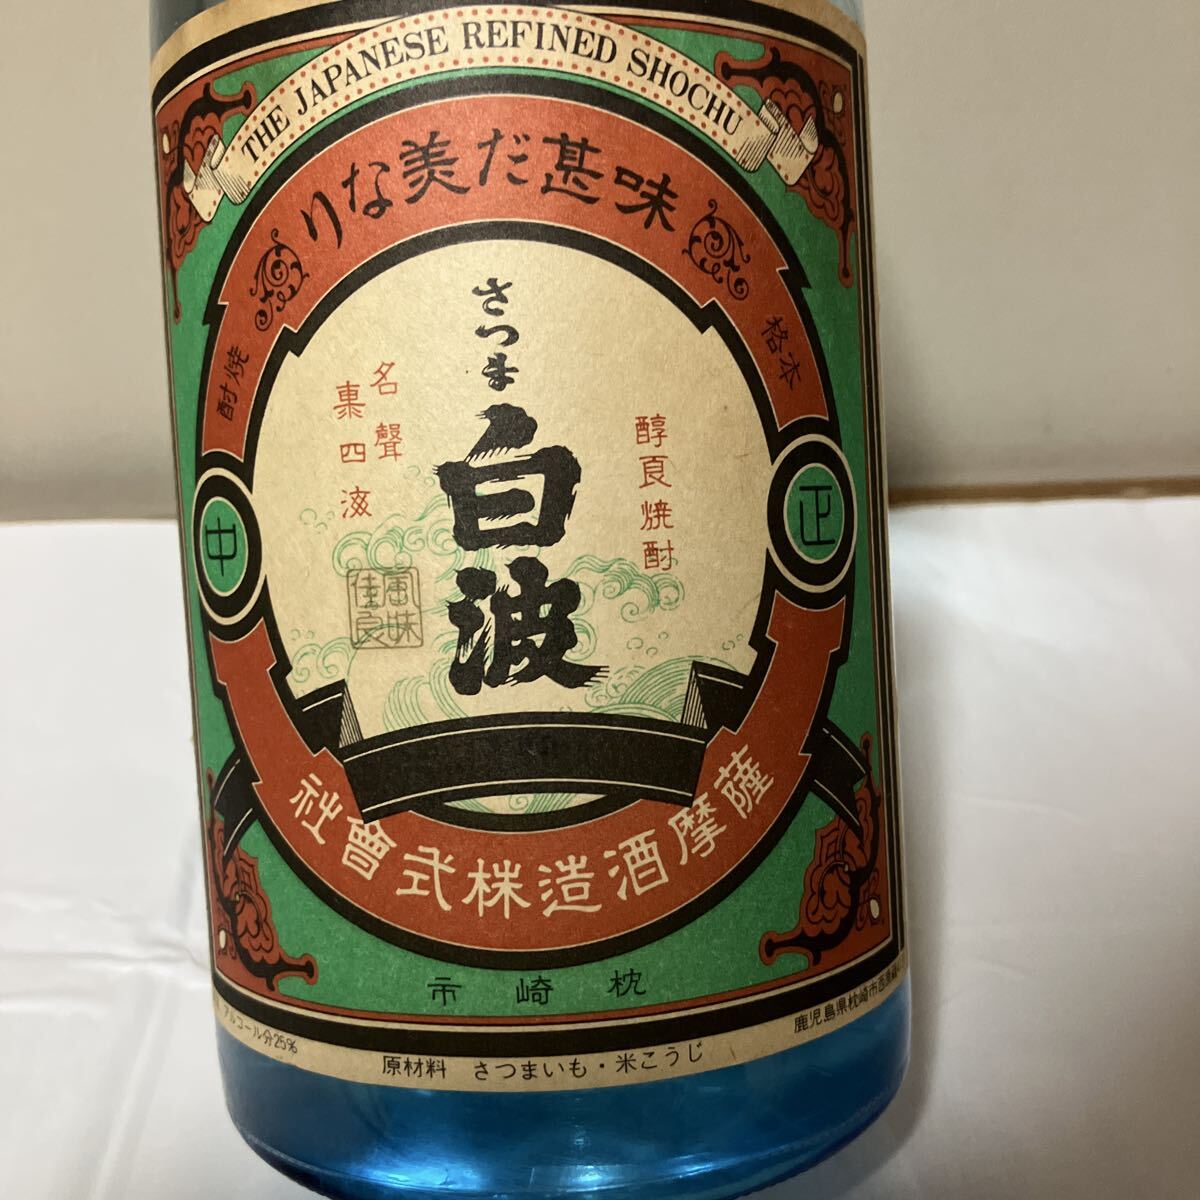 THE JAPANESE REFINED SHOCHU
味甚だ美なり
本格
焼酎
さつま
白波
醇良焼酎
名聲
四海
風味
佳良
正
中
薩摩酒造株式會社
枕崎市
アルコール分25%
原材料 さつまいも・米こうじ
鹿児島県枕崎市西